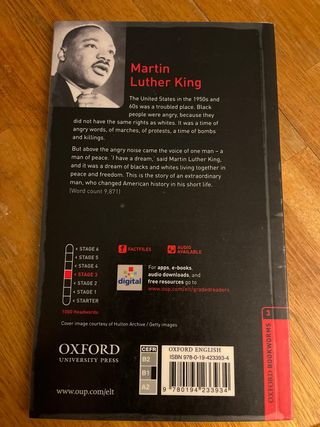 Martin
Luther King
The United States in the 1950s and
60s was a troubled place. Black
people were angry, because they
did not have the same rights as whites. It was a time of
angry words, of marches, of protests, a time of bombs
and killings.
But above the angry noise came the voice of one man – a
man of peace. 'I have a dream,' said Martin Luther King,
and it was a dream of blacks and whites living together in
peace and freedom. This is the story of an extraordinary
man, who changed American history in his short life.
(Word count 9,871)
STAGE 6
STAGE 5
STAGE 4
STAGE 3
STAGE 2
STAGE 1
STARTER
1000 Headwords
FACTFILES
AUDIO
AVAILABLE
digital
For apps, e-books,
audio downloads, and
free resources go to
www.oup.com/elt/gradedreaders
Cover image courtesy of Hulton Archive / Getty images
OXFORD
UNIVERSITY PRESS
www.oup.com/elt
CEFR
B2
B1
A2
OXFORD ENGLISH
ISBN 978-0-19-423393-4
9 780194 233934
3
OXFORD BOOKWORMS